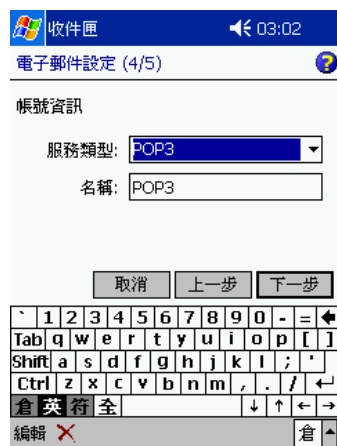 收件匣 03:02
電子郵件設定 (4/5)
帳號資訊
服務類型: POP3
名稱: POP3
取消 上一步 下一步
` 1 2 3 4 5 6 7 8 9 0 - = 
Tab q w e r t y u i o p [ ]
Shift a s d f g h j k l ; '
Ctrl z x c v b n m , . / ↵
倉 英 符 全 ↓ ↑ ← →
編輯 倉